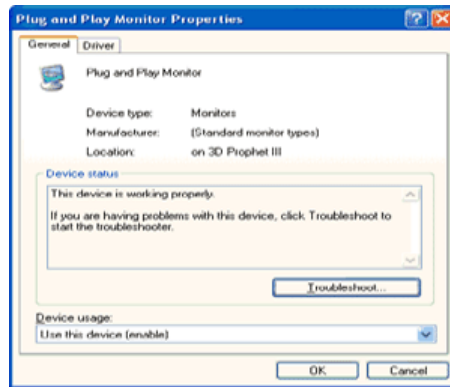 Plug and Play Monitor Properties
General Driver
Plug and Play Monitor
Device type: Monitors
Manufacturer: (Standard monitor types)
Location: on 3D Prophet III
Device status
This device is working properly.
If you are having problems with this device, click Troubleshoot to
start the troubleshooter.
Troubleshoot...
Device usage:
Use this device (enable)
OK Cancel